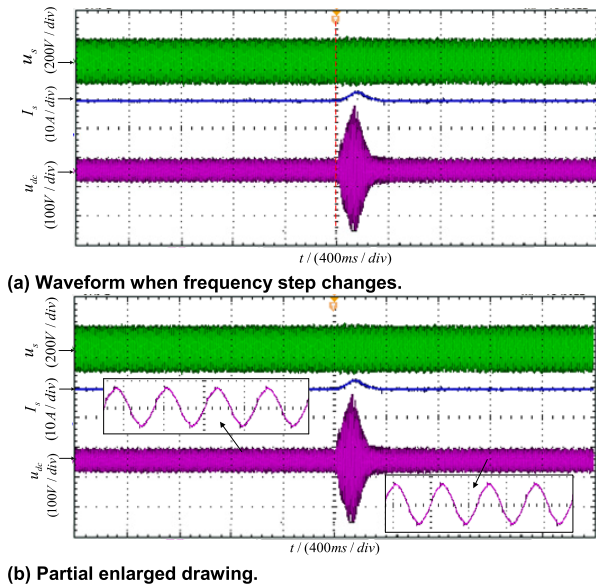 u_s
(200V / div)
I_s
(10A / div)
u_dc
(100V / div)
t / (400ms / div)
(a) Waveform when frequency step changes.
u_s
(200V / div)
I_s
(10A / div)
u_dc
(100V / div)
t / (400ms / div)
(b) Partial enlarged drawing.